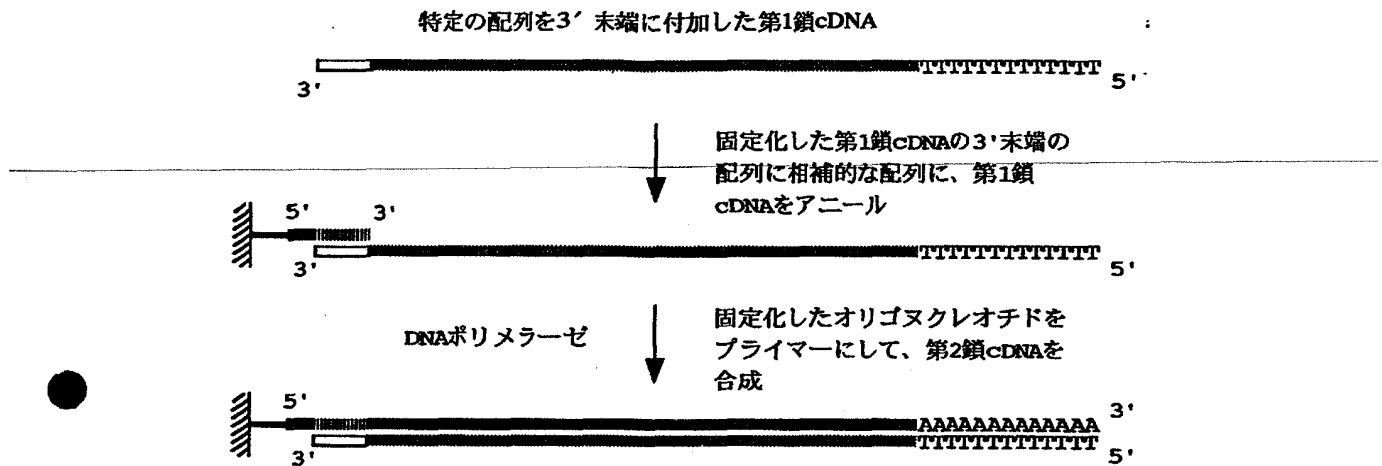 特定の配列を3′末端に付加した第1鎖cDNA
TTTTTTTTTTTTT
3'
5'
固定化した第1鎖cDNAの3'末端の
配列に相補的な配列に、第1鎖
cDNAをアニール
5'
3'
TTTTTTTTTTTTT
3'
5'
DNAポリメラーゼ
固定化したオリゴヌクレオチドを
プライマーにして、第2鎖cDNAを
合成
5'
3'
AAAAAAAAAAAAA
TTTTTTTTTTTTT
3'
5'